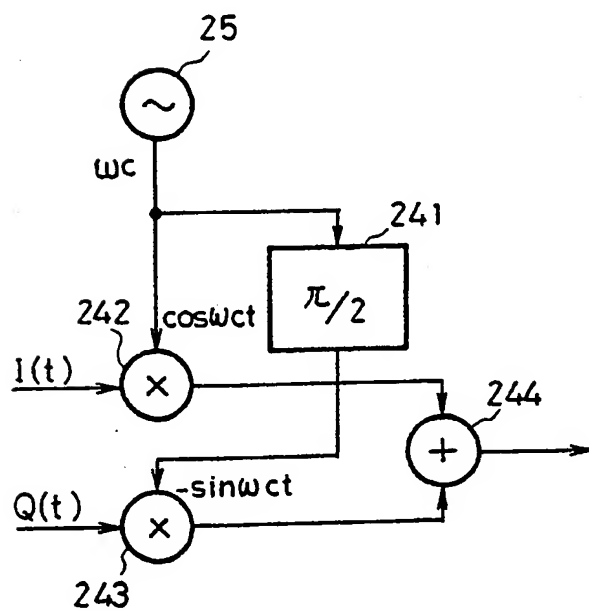 25
~
ωc
241
π/2
242
cosωct
I(t)
×
244
+
-sinωct
Q(t)
×
243